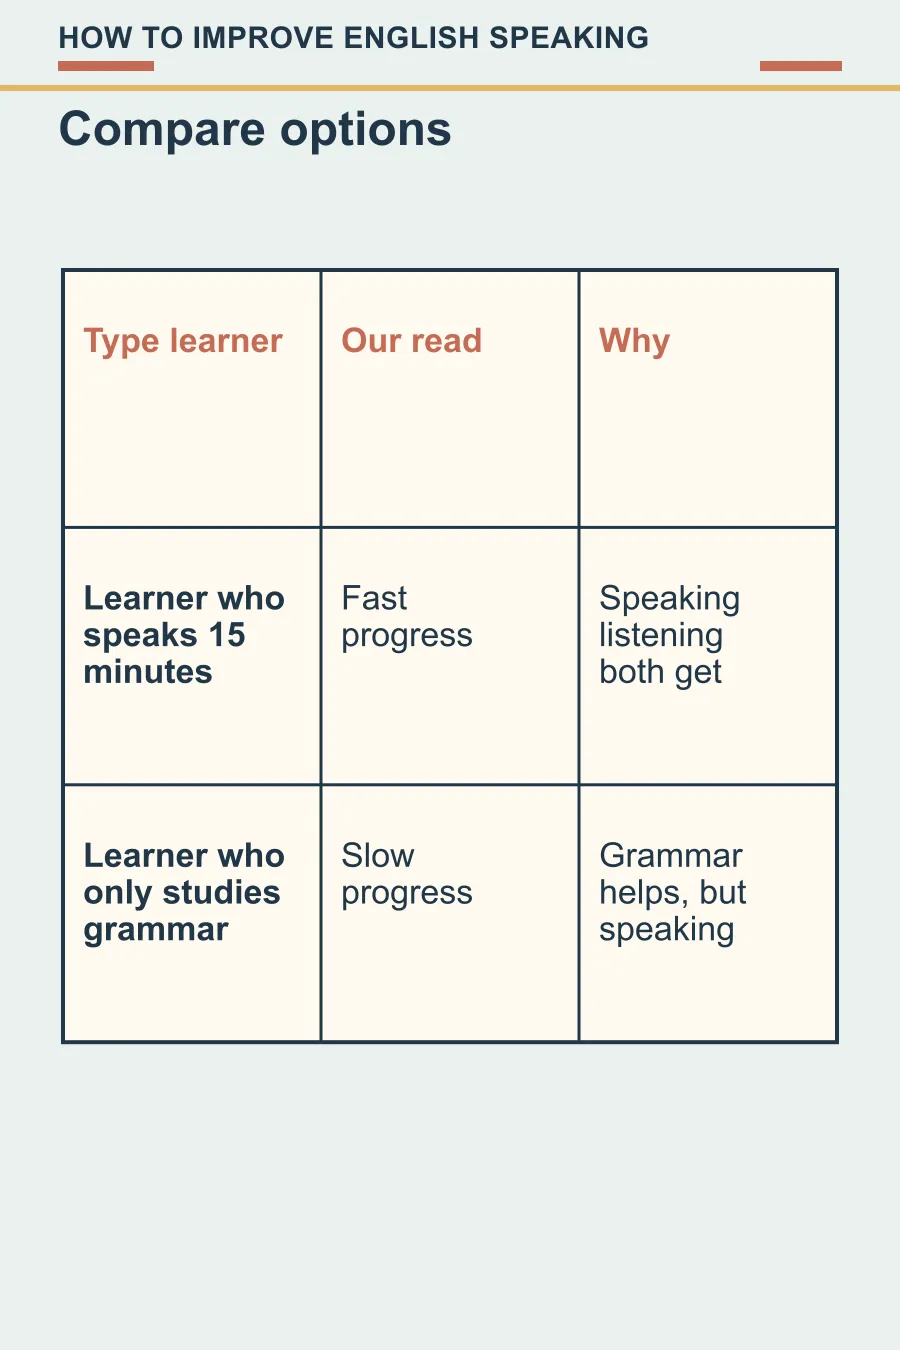 HOW TO IMPROVE ENGLISH SPEAKING
Compare options
Type learner
Our read
Why
Learner who
speaks 15
minutes
Fast
progress
Speaking
listening
both get
Learner who
only studies
grammar
Slow
progress
Grammar
helps, but
speaking